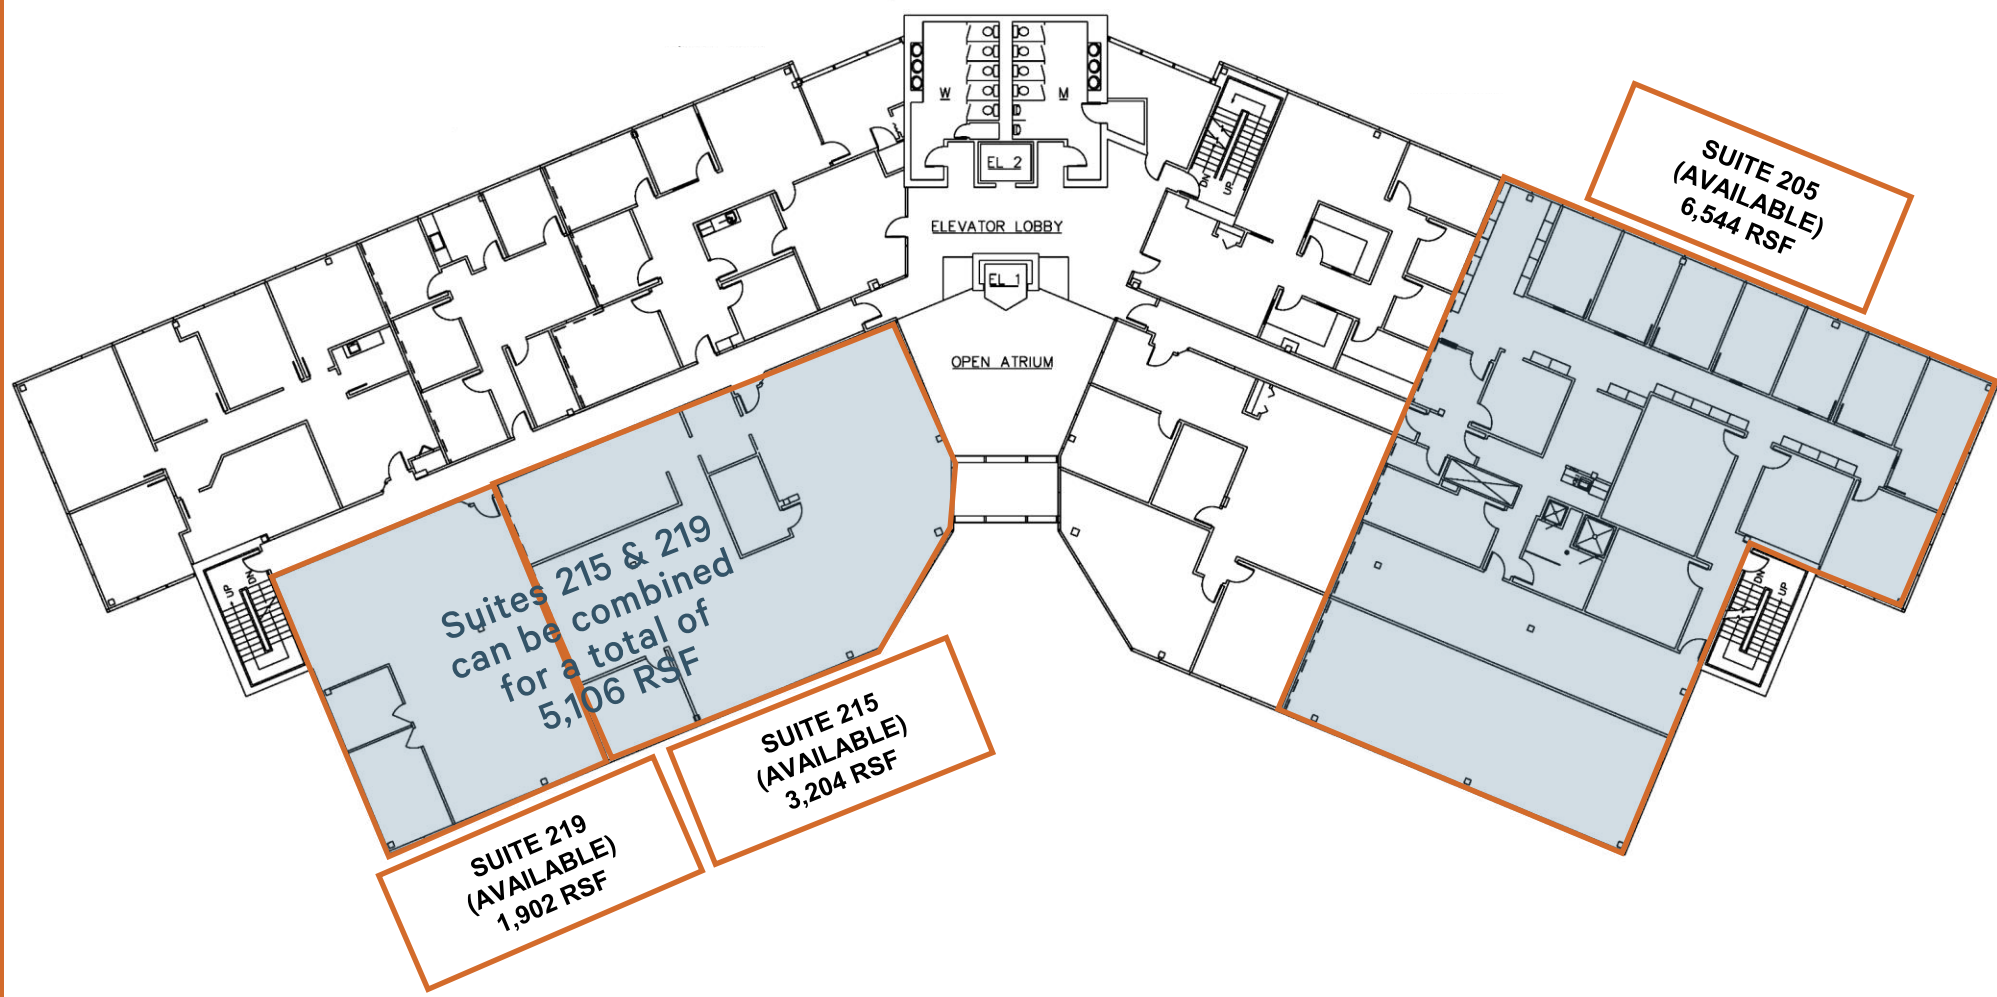 W
M
EL 2
DN
UP
ELEVATOR LOBBY
EL 1
OPEN ATRIUM
SUITE 205
(AVAILABLE)
6,544 RSF
Suites 215 & 219
can be combined
for a total of
5,106 RSF
UP
DN
DN
UP
SUITE 215
(AVAILABLE)
3,204 RSF
SUITE 219
(AVAILABLE)
1,902 RSF